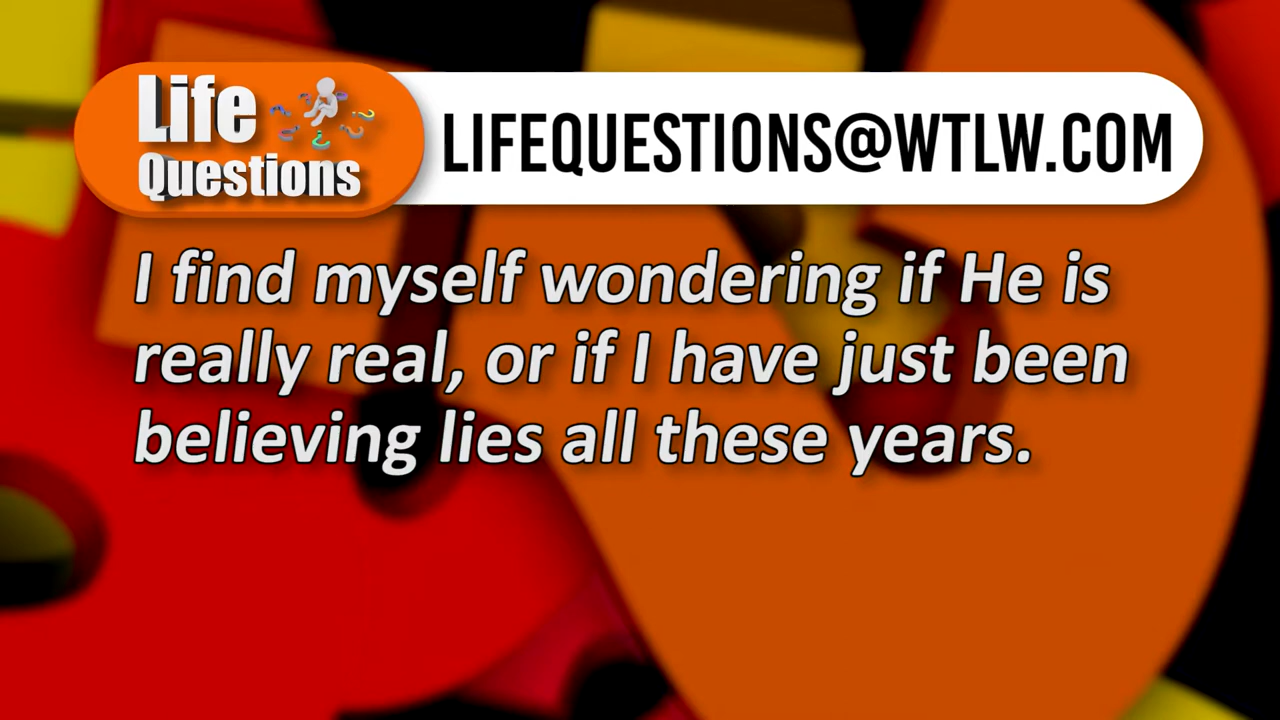 Life
Questions
LIFEQUESTIONS@WTLW.COM
I find myself wondering if He is
really real, or if I have just been
believing lies all these years.